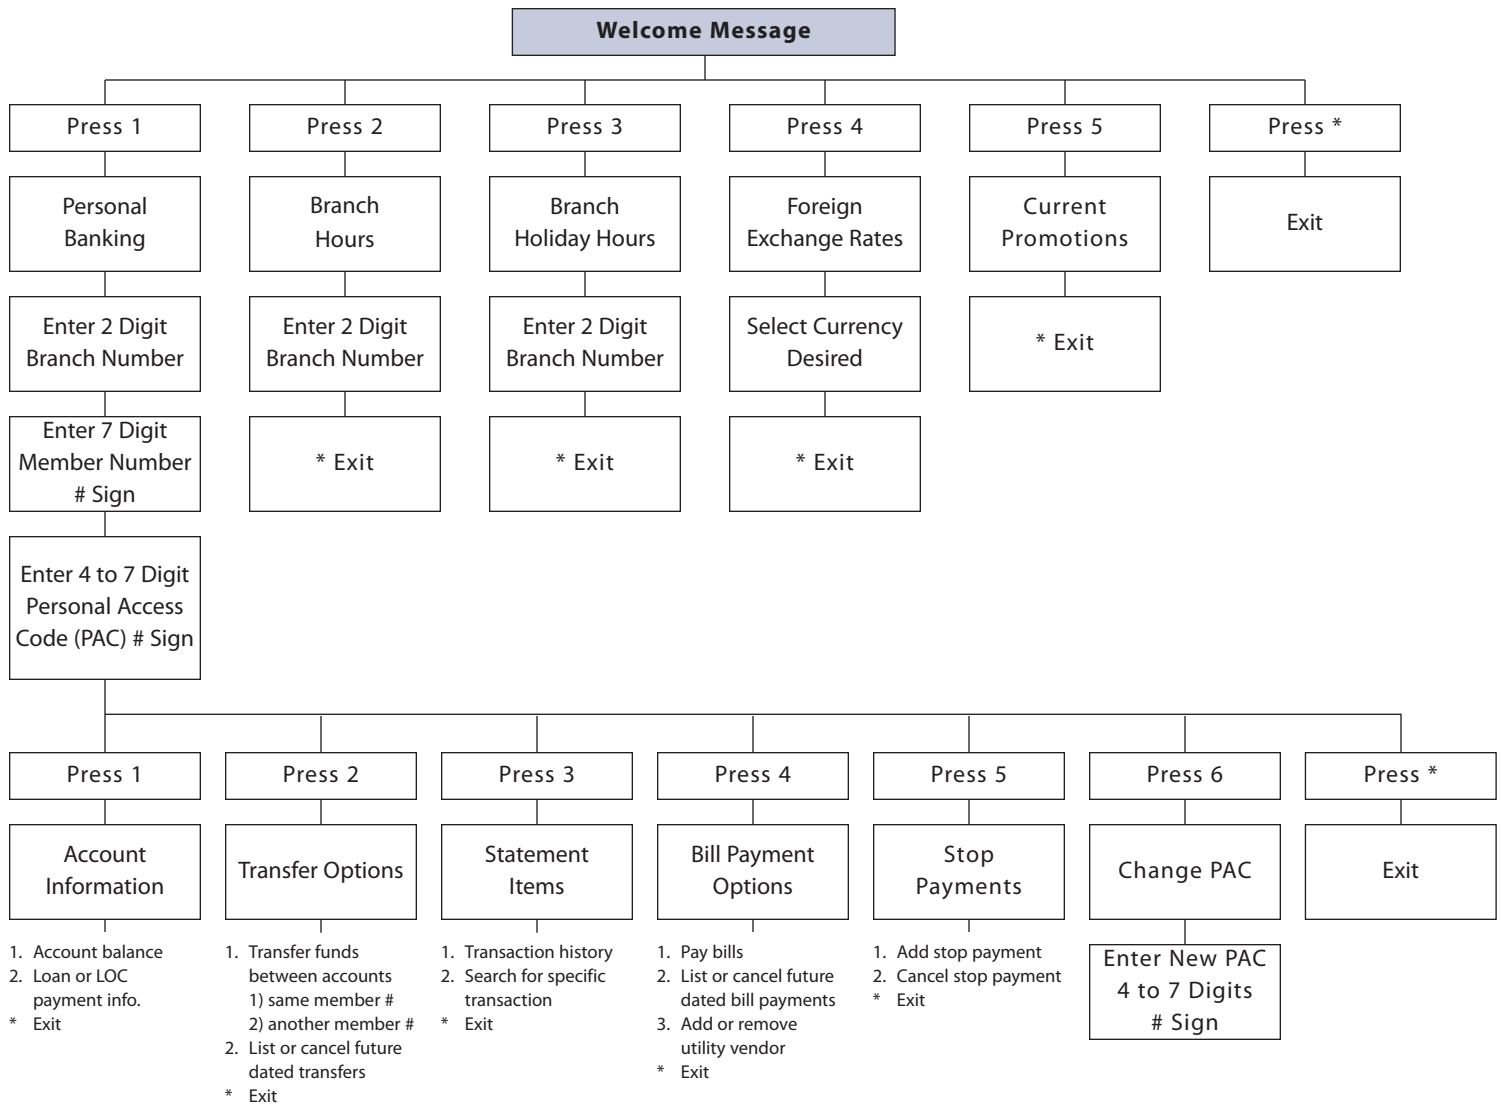 Welcome Message
Press 1
Press 2
Press 3
Press 4
Press 5
Press *
Personal
Banking
Branch
Hours
Branch
Holiday Hours
Foreign
Exchange Rates
Current
Promotions
Exit
Enter 2 Digit
Branch Number
Enter 2 Digit
Branch Number
Enter 2 Digit
Branch Number
Select Currency
Desired
* Exit
Enter 7 Digit
Member Number
# Sign
* Exit
* Exit
* Exit
Enter 4 to 7 Digit
Personal Access
Code (PAC) # Sign
Press 1
Press 2
Press 3
Press 4
Press 5
Press 6
Press *
Account
Information
Transfer Options
Statement
Items
Bill Payment
Options
Stop
Payments
Change PAC
Exit
1. Account balance
2. Loan or LOC
payment info.
* Exit
1. Transfer funds
between accounts
1) same member #
2) another member #
2. List or cancel future
dated transfers
* Exit
1. Transaction history
2. Search for specific
transaction
* Exit
1. Pay bills
2. List or cancel future
dated bill payments
3. Add or remove
utility vendor
* Exit
1. Add stop payment
2. Cancel stop payment
* Exit
Enter New PAC
4 to 7 Digits
# Sign